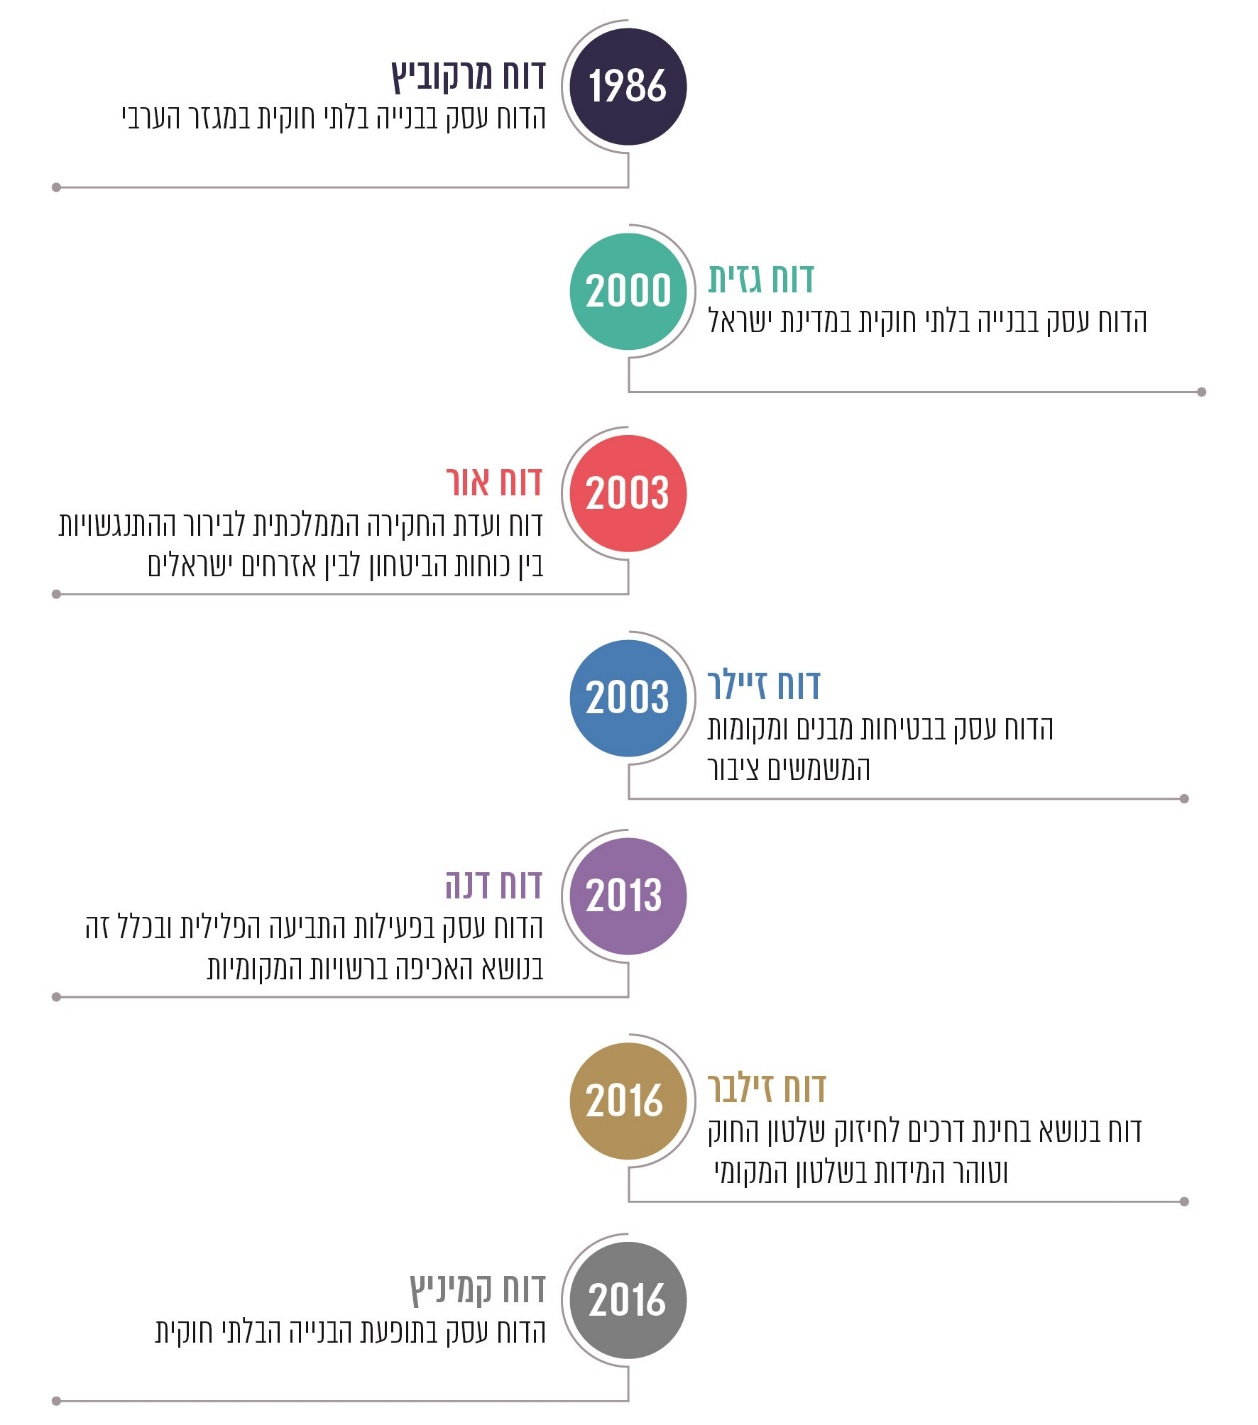 1986
דוח מרקוביץ
הדוח עסק בבנייה בלתי חוקית במגזר הערבי
2000
דוח גזית
הדוח עסק בבנייה בלתי חוקית במדינת ישראל
2003
דוח אור
דוח ועדת החקירה הממלכתית לבירור ההתנגשויות
בין כוחות הביטחון לבין אזרחים ישראלים
2003
דוח זיילר
הדוח עסק בבטיחות מבנים ומקומות
המשמשים ציבור
2013
דוח דנה
הדוח עסק בפעילות התביעה הפלילית ובכלל זה
בנושא האכיפה ברשויות המקומיות
2016
דוח זילבר
דוח בנושא בחינת דרכים לחיזוק שלטון החוק
וטוהר המידות בשלטון המקומי
2016
דוח קמיניץ
הדוח עסק בתופעת הבנייה הבלתי חוקית